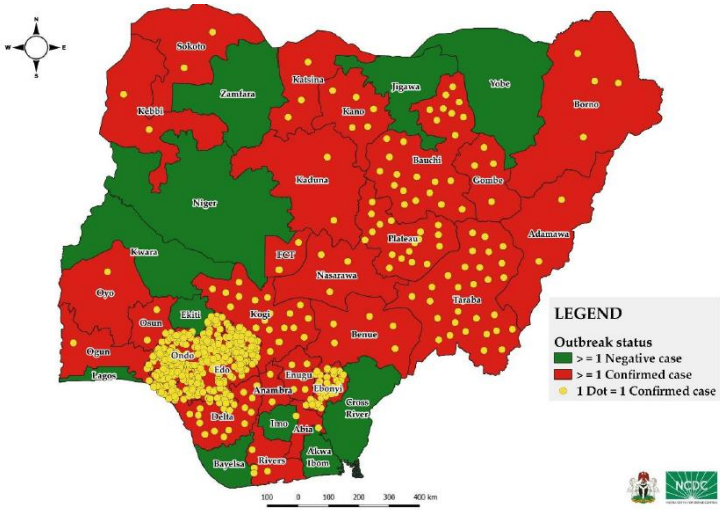 N
W E
S
Sokoto
Katsina
Zamfara
Jigawa
Yobe
Kebbi
Kano
Borno
Bauchi
Gombe
Kaduna
Niger
Adamawa
Plateau
Kwara
FCT
Nasarawa
Taraba
Oyo
Osun
Ekiti
Kogi
Benue
Ogun
Ondo
Edo
Lagos
Enugu
Ebonyi
Anambra
Cross
River
Delta
Imo
Abia
Bayelsa
Rivers
Akwa
Ibom
LEGEND
Outbreak status
> = 1 Negative case
> = 1 Confirmed case
1 Dot = 1 Confirmed case
100 0 100 200 300 400 km
NCDC